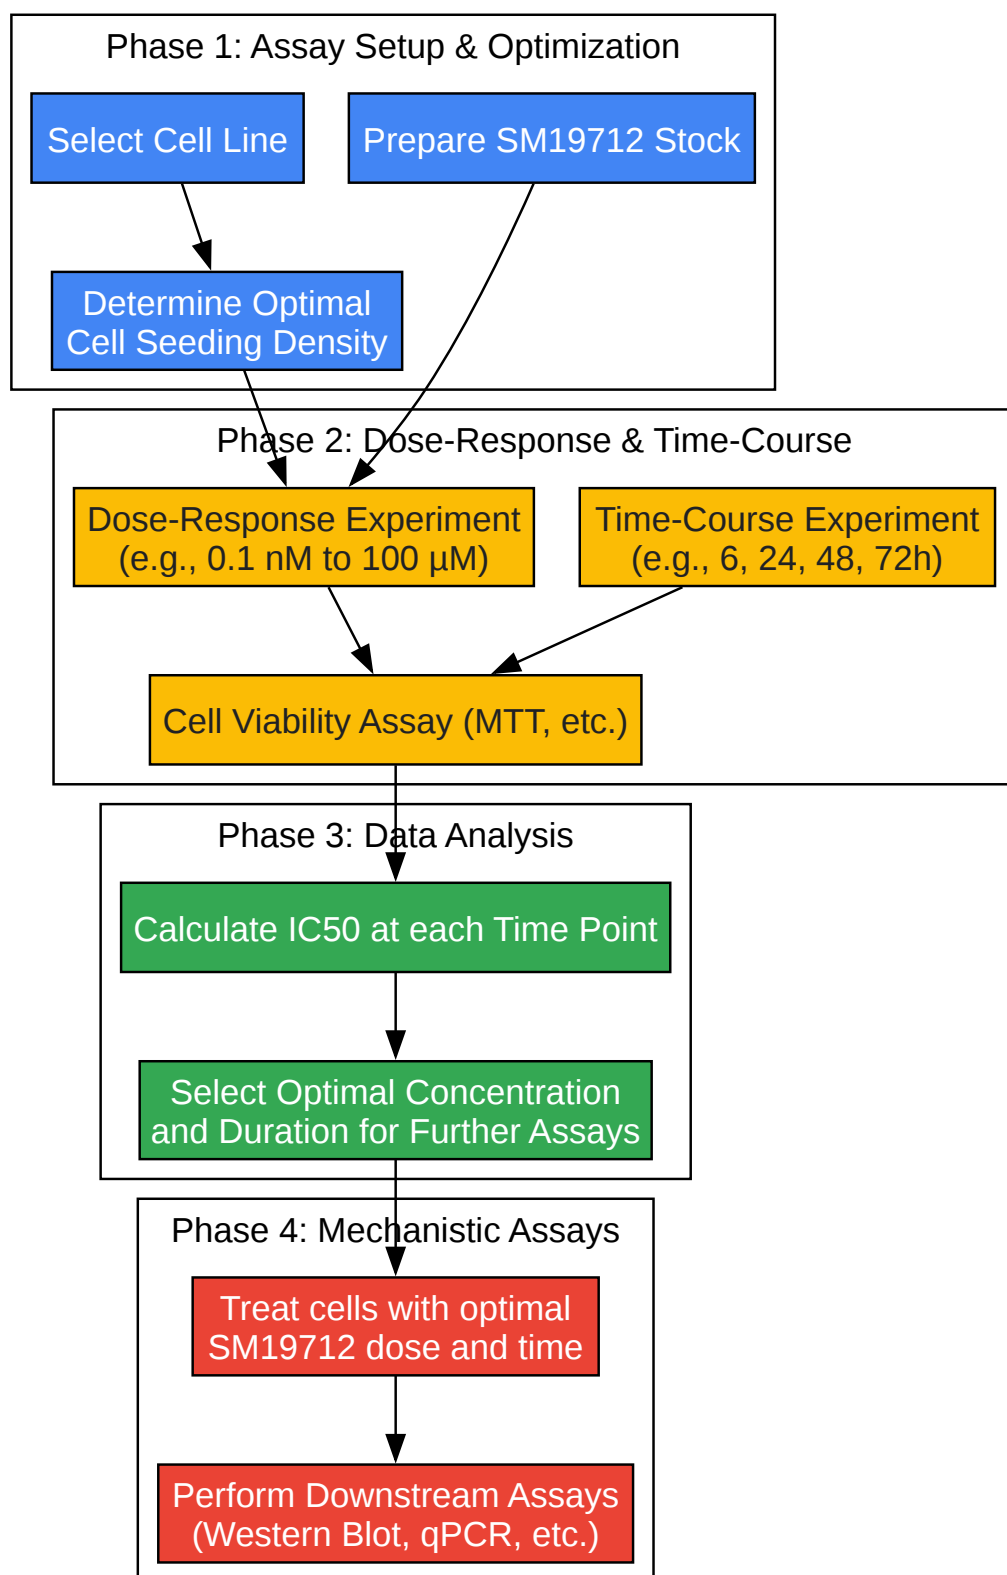 Phase 1: Assay Setup & Optimization
Select Cell Line
Prepare SM19712 Stock
Determine Optimal
Cell Seeding Density
Phase 2: Dose-Response & Time-Course
Dose-Response Experiment
(e.g., 0.1 nM to 100 µM)
Time-Course Experiment
(e.g., 6, 24, 48, 72h)
Cell Viability Assay (MTT, etc.)
Phase 3: Data Analysis
Calculate IC50 at each Time Point
Select Optimal Concentration
and Duration for Further Assays
Phase 4: Mechanistic Assays
Treat cells with optimal
SM19712 dose and time
Perform Downstream Assays
(Western Blot, qPCR, etc.)